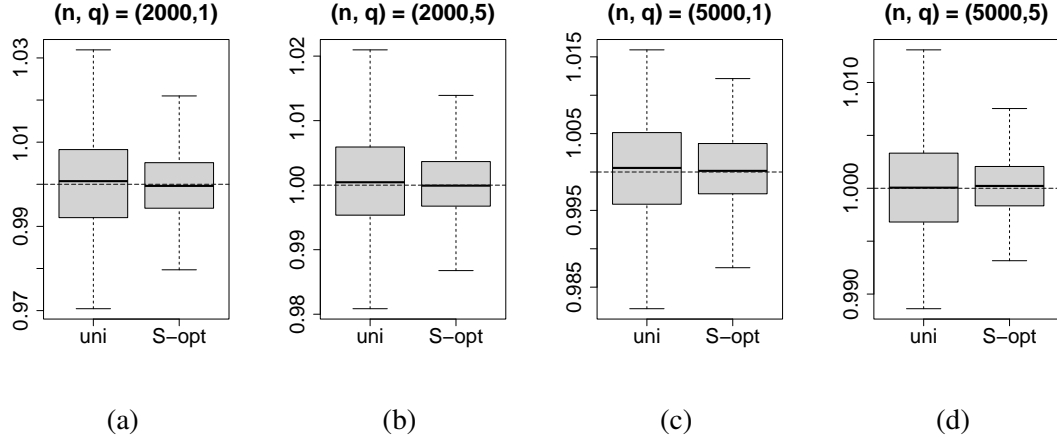 (n, q) = (2000,1)
1.03
1.01
0.99
0.97
uni S−opt
(a)
(n, q) = (2000,5)
1.02
1.01
1.00
0.99
0.98
uni S−opt
(b)
(n, q) = (5000,1)
1.015
1.005
0.995
0.985
uni S−opt
(c)
(n, q) = (5000,5)
1.010
1.000
0.990
uni S−opt
(d)